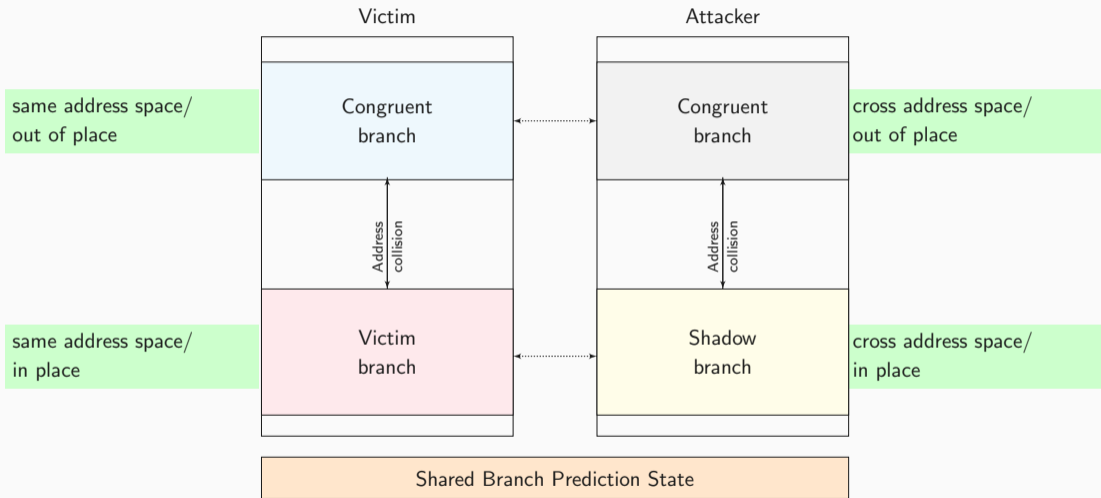 Victim
Attacker
same address space/
out of place
Congruent
branch
Congruent
branch
cross address space/
out of place
Address
collision
Address
collision
same address space/
in place
Victim
branch
Shadow
branch
cross address space/
in place
Shared Branch Prediction State